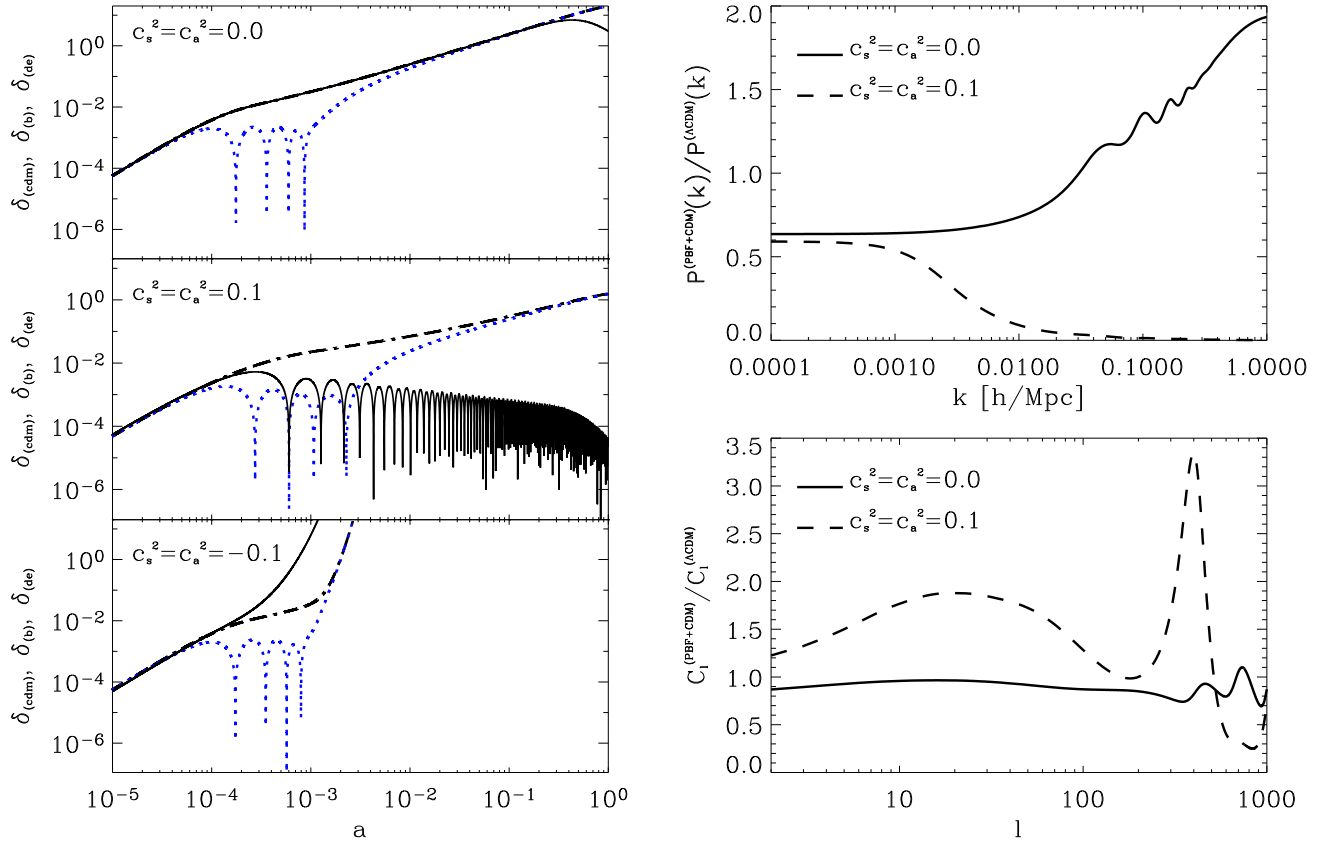 c_s^2=c_a^2=0.0
δ_(cdm), δ_(b), δ_(de)
10^0
10^-2
10^-4
10^-6
c_s^2=c_a^2=0.1
δ_(cdm), δ_(b), δ_(de)
10^0
10^-2
10^-4
10^-6
c_s^2=c_a^2=-0.1
δ_(cdm), δ_(b), δ_(de)
10^0
10^-2
10^-4
10^-6
10^-5 10^-4 10^-3 10^-2 10^-1 10^0
a
P^(PBF+CDM)(k)/P^(ΛCDM)(k)
2.0
1.5
1.0
0.5
0.0
c_s^2=c_a^2=0.0
c_s^2=c_a^2=0.1
0.0001 0.0010 0.0100 0.1000 1.0000
k [h/Mpc]
C_l^(PBF+CDM)/C_l^(ΛCDM)
3.5
3.0
2.5
2.0
1.5
1.0
0.5
0.0
c_s^2=c_a^2=0.0
c_s^2=c_a^2=0.1
10 100 1000
l